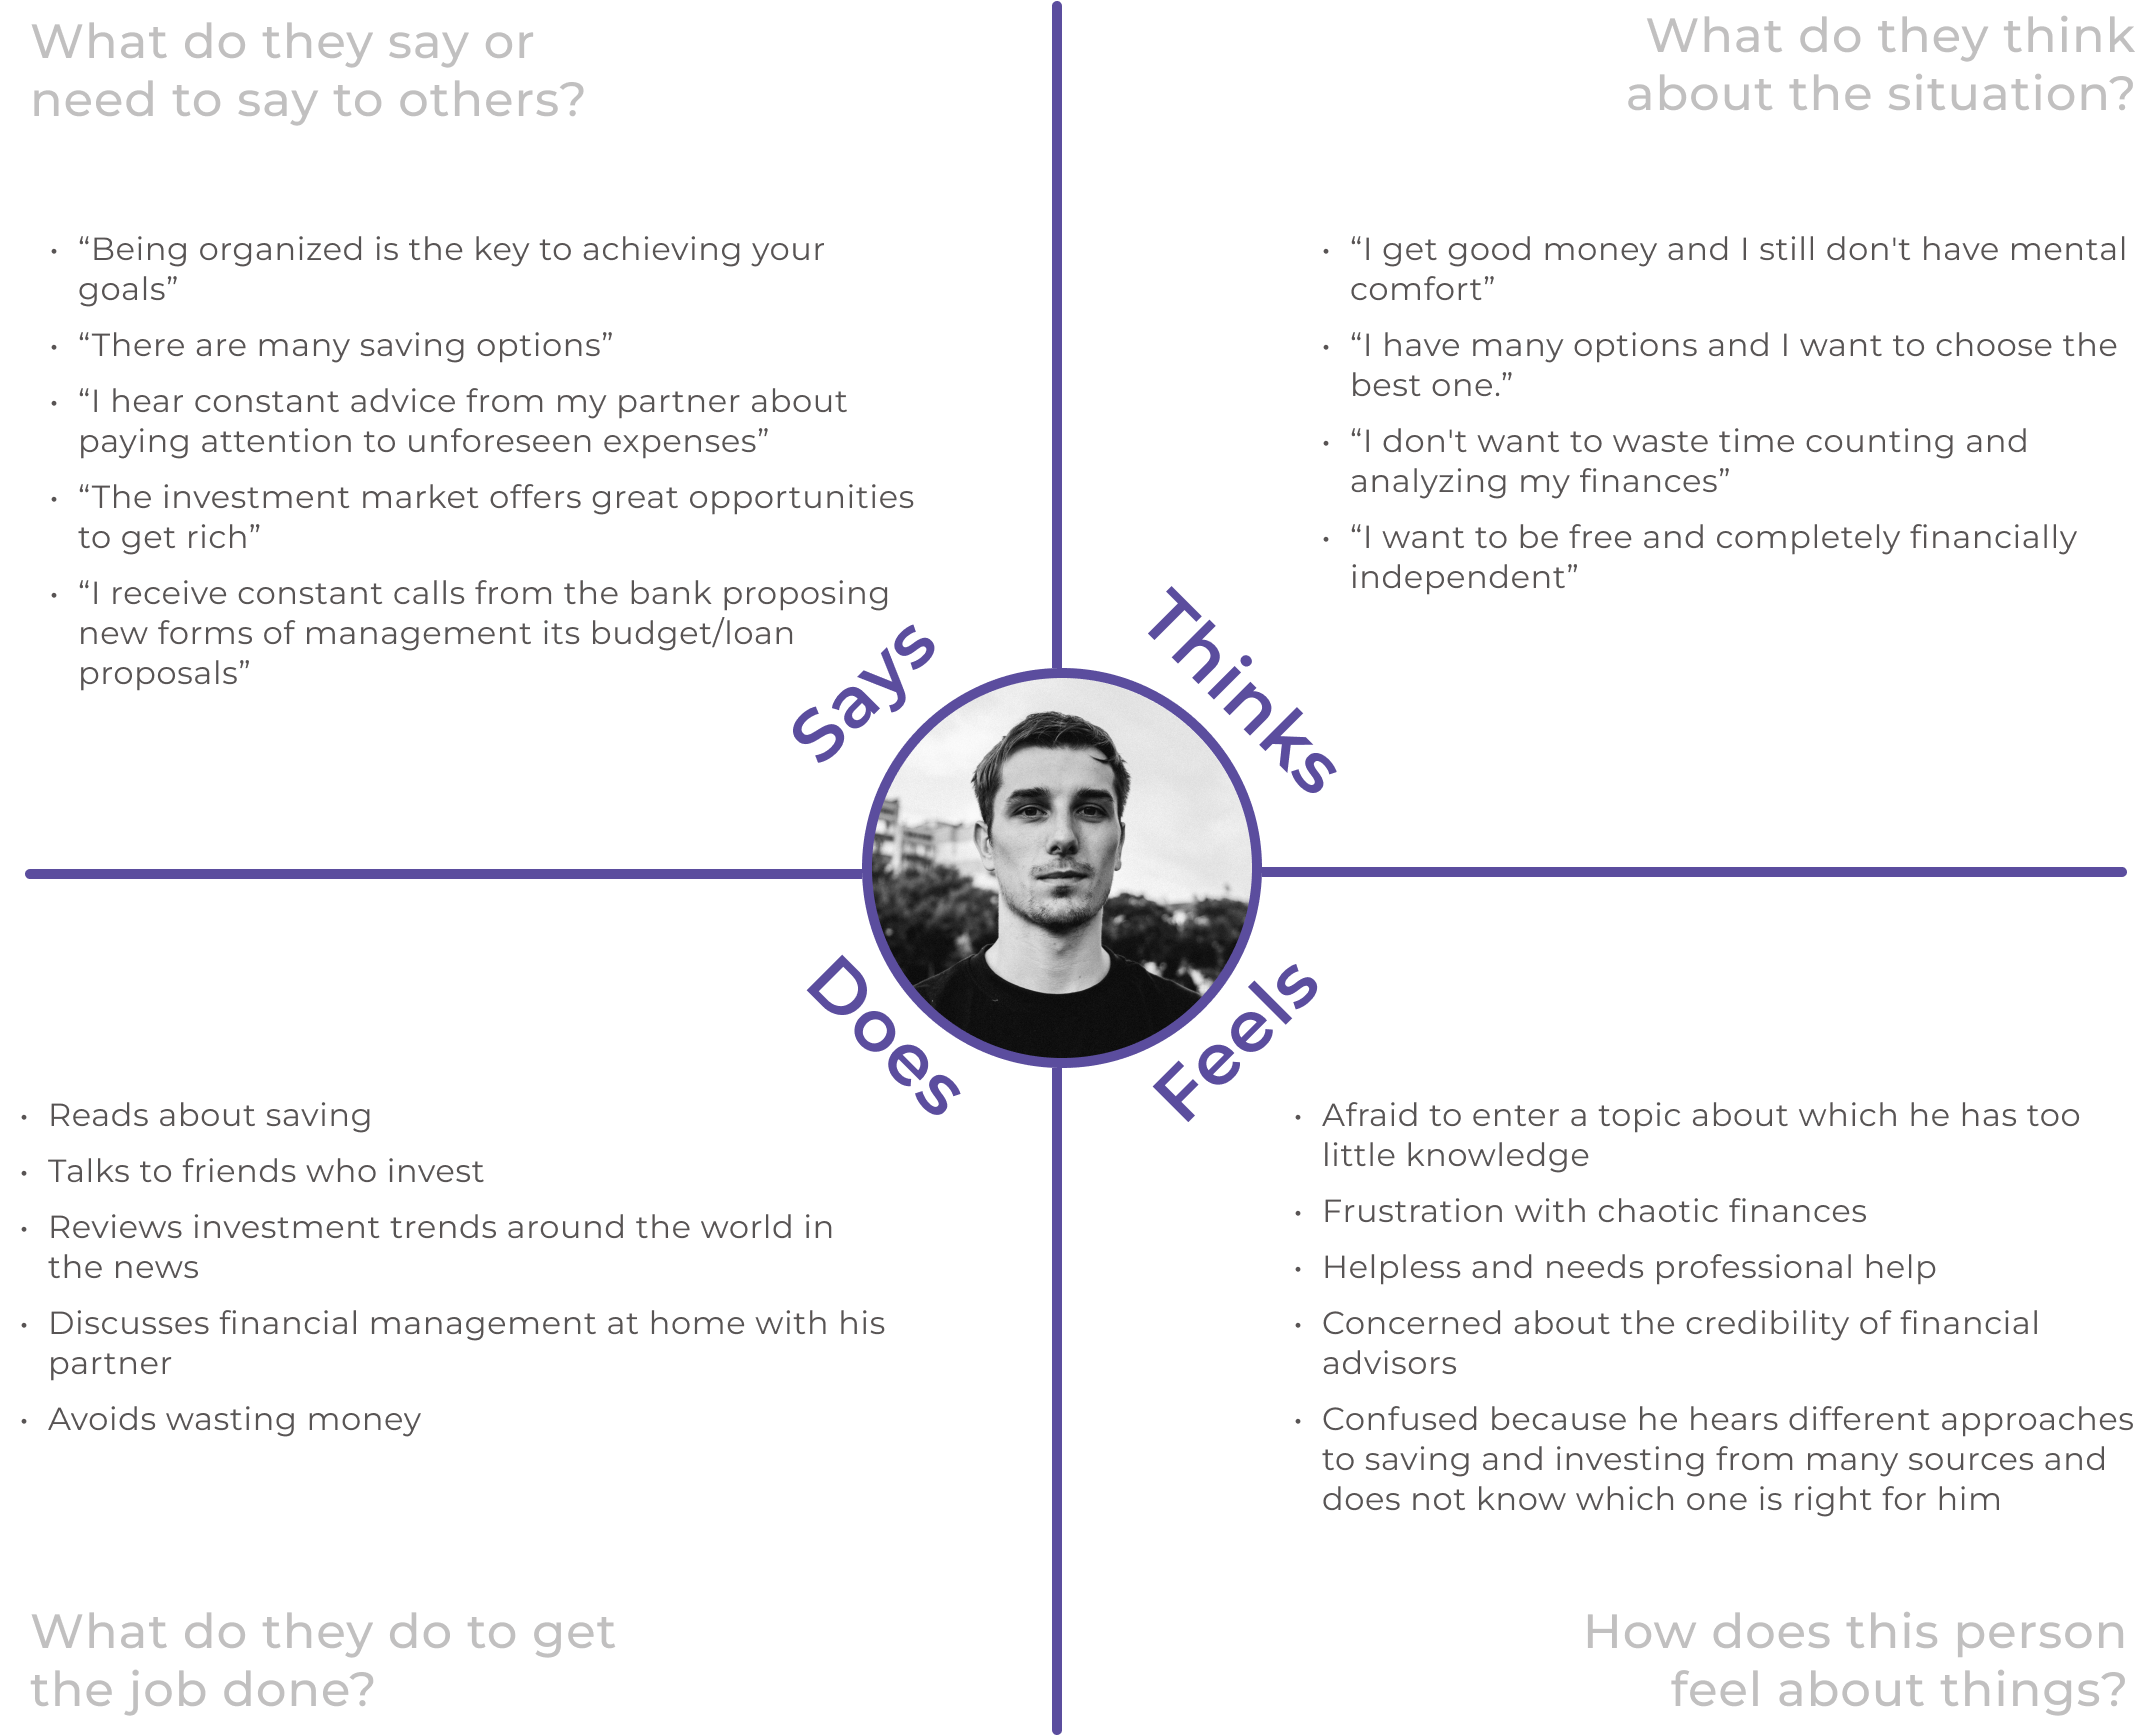 What do they say or
need to say to others?
What do they think
about the situation?
• “Being organized is the key to achieving your
goals”
• “There are many saving options”
• “I hear constant advice from my partner about
paying attention to unforeseen expenses”
• “The investment market offers great opportunities
to get rich”
• “I receive constant calls from the bank proposing
new forms of management its budget/loan
proposals”
• “I get good money and I still don't have mental
comfort”
• “I have many options and I want to choose the
best one.”
• “I don't want to waste time counting and
analyzing my finances”
• “I want to be free and completely financially
independent”
Says
Thinks
Does
Feels
• Reads about saving
• Talks to friends who invest
• Reviews investment trends around the world in
the news
• Discusses financial management at home with his
partner
• Avoids wasting money
• Afraid to enter a topic about which he has too
little knowledge
• Frustration with chaotic finances
• Helpless and needs professional help
• Concerned about the credibility of financial
advisors
• Confused because he hears different approaches
to saving and investing from many sources and
does not know which one is right for him
What do they do to get
the job done?
How does this person
feel about things?